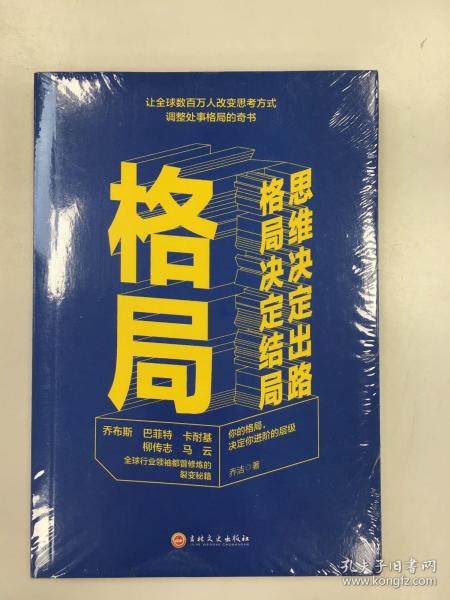 让全球数百万人改变思考方式
调整处事格局的奇书
格局
思维决定出路
格局决定结局
乔布斯 巴菲特 卡耐基
柳传志 马云
全球行业领袖都曾修炼的
裂变秘籍
你的格局，
决定你进阶的层级
乔洁◎著
吉林文史出版社
JILIN WENSHI CHUBANSHE
孔夫子旧书网
www.kongfz.com